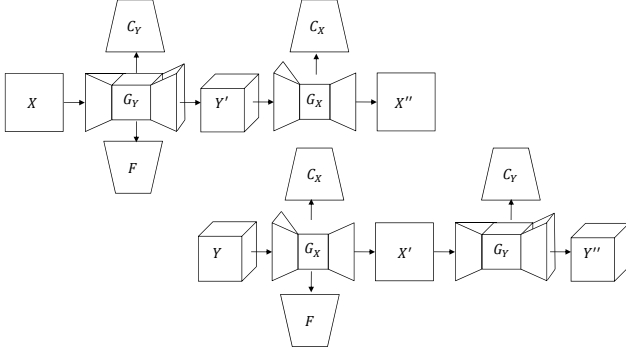 C_Y C_X
X G_Y Y' G_X X''
F
C_X C_Y
Y G_X X' G_Y Y''
F